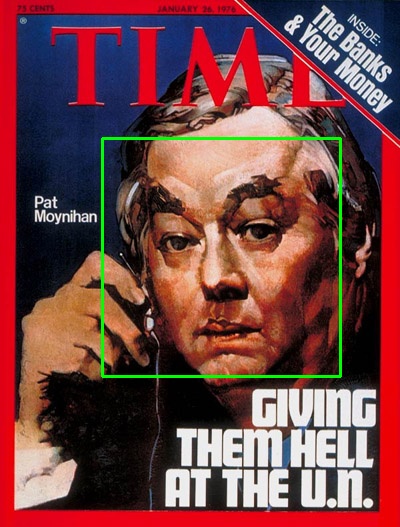 75 CENTS
JANUARY 26, 1976
TIME
INSIDE:
The Banks
& Your Money
Pat
Moynihan
GIVING
THEM HELL
AT THE U.N.
®